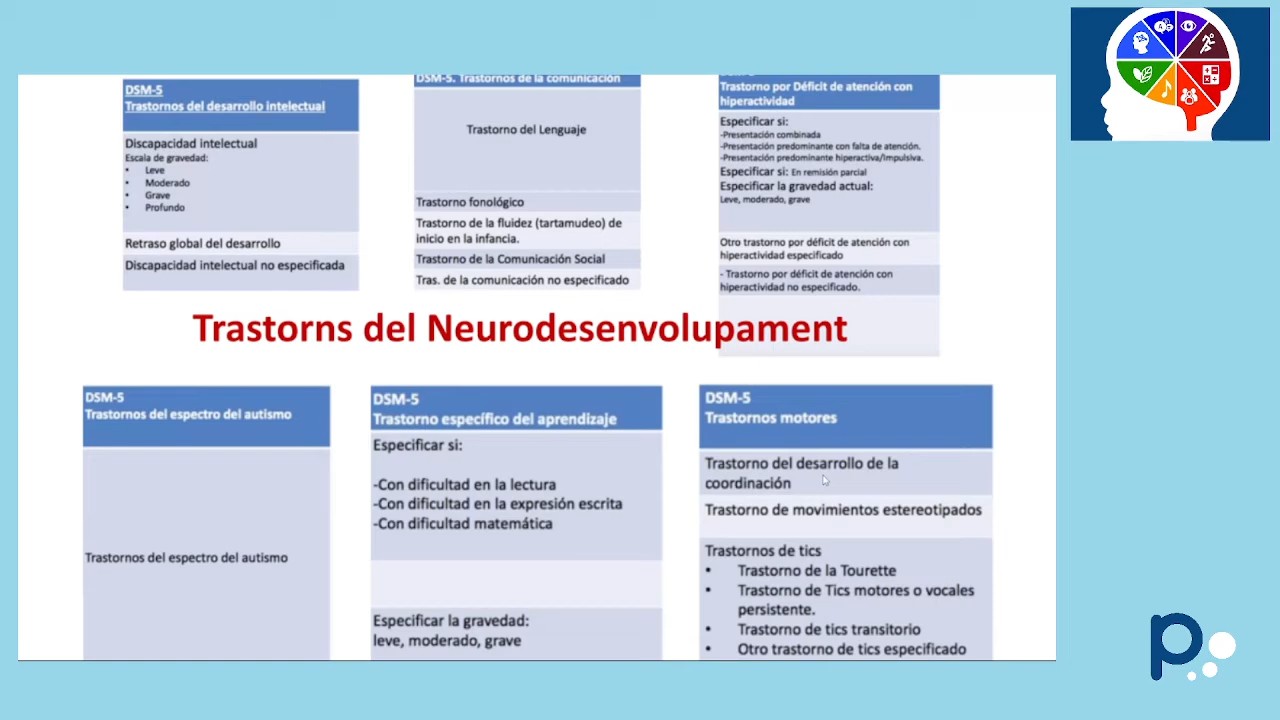 DSM-5
Trastornos del desarrollo intelectual
Discapacidad intelectual
Escala de gravedad:
• Leve
• Moderado
• Grave
• Profundo
Retraso global del desarrollo
Discapacidad intelectual no especificada
DSM-5. Trastornos de la comunicación
Trastorno del Lenguaje
Trastorno fonológico
Trastorno de la fluidez (tartamudeo) de
inicio en la infancia.
Trastorno de la Comunicación Social
Tras. de la comunicación no especificado
Trastorno por Déficit de atención con
hiperactividad
Especificar si:
-Presentación combinada
-Presentación predominante con falta de atención.
-Presentación predominante hiperactiva/impulsiva.
Especificar si: En remisión parcial
Especificar la gravedad actual:
Leve, moderado, grave
Otro trastorno por déficit de atención con
hiperactividad especificado
- Trastorno por déficit de atención con
hiperactividad no especificado.
Trastorns del Neurodesenvolupament
DSM-5
Trastornos del espectro del autismo
Trastornos del espectro del autismo
DSM-5
Trastorno específico del aprendizaje
Especificar si:
-Con dificultad en la lectura
-Con dificultad en la expresión escrita
-Con dificultad matemática
Especificar la gravedad:
leve, moderado, grave
DSM-5
Trastornos motores
Trastorno del desarrollo de la
coordinación
Trastorno de movimientos estereotipados
Trastornos de tics
• Trastorno de la Tourette
• Trastorno de Tics motores o vocales
persistente.
• Trastorno de tics transitorio
• Otro trastorno de tics especificado
p